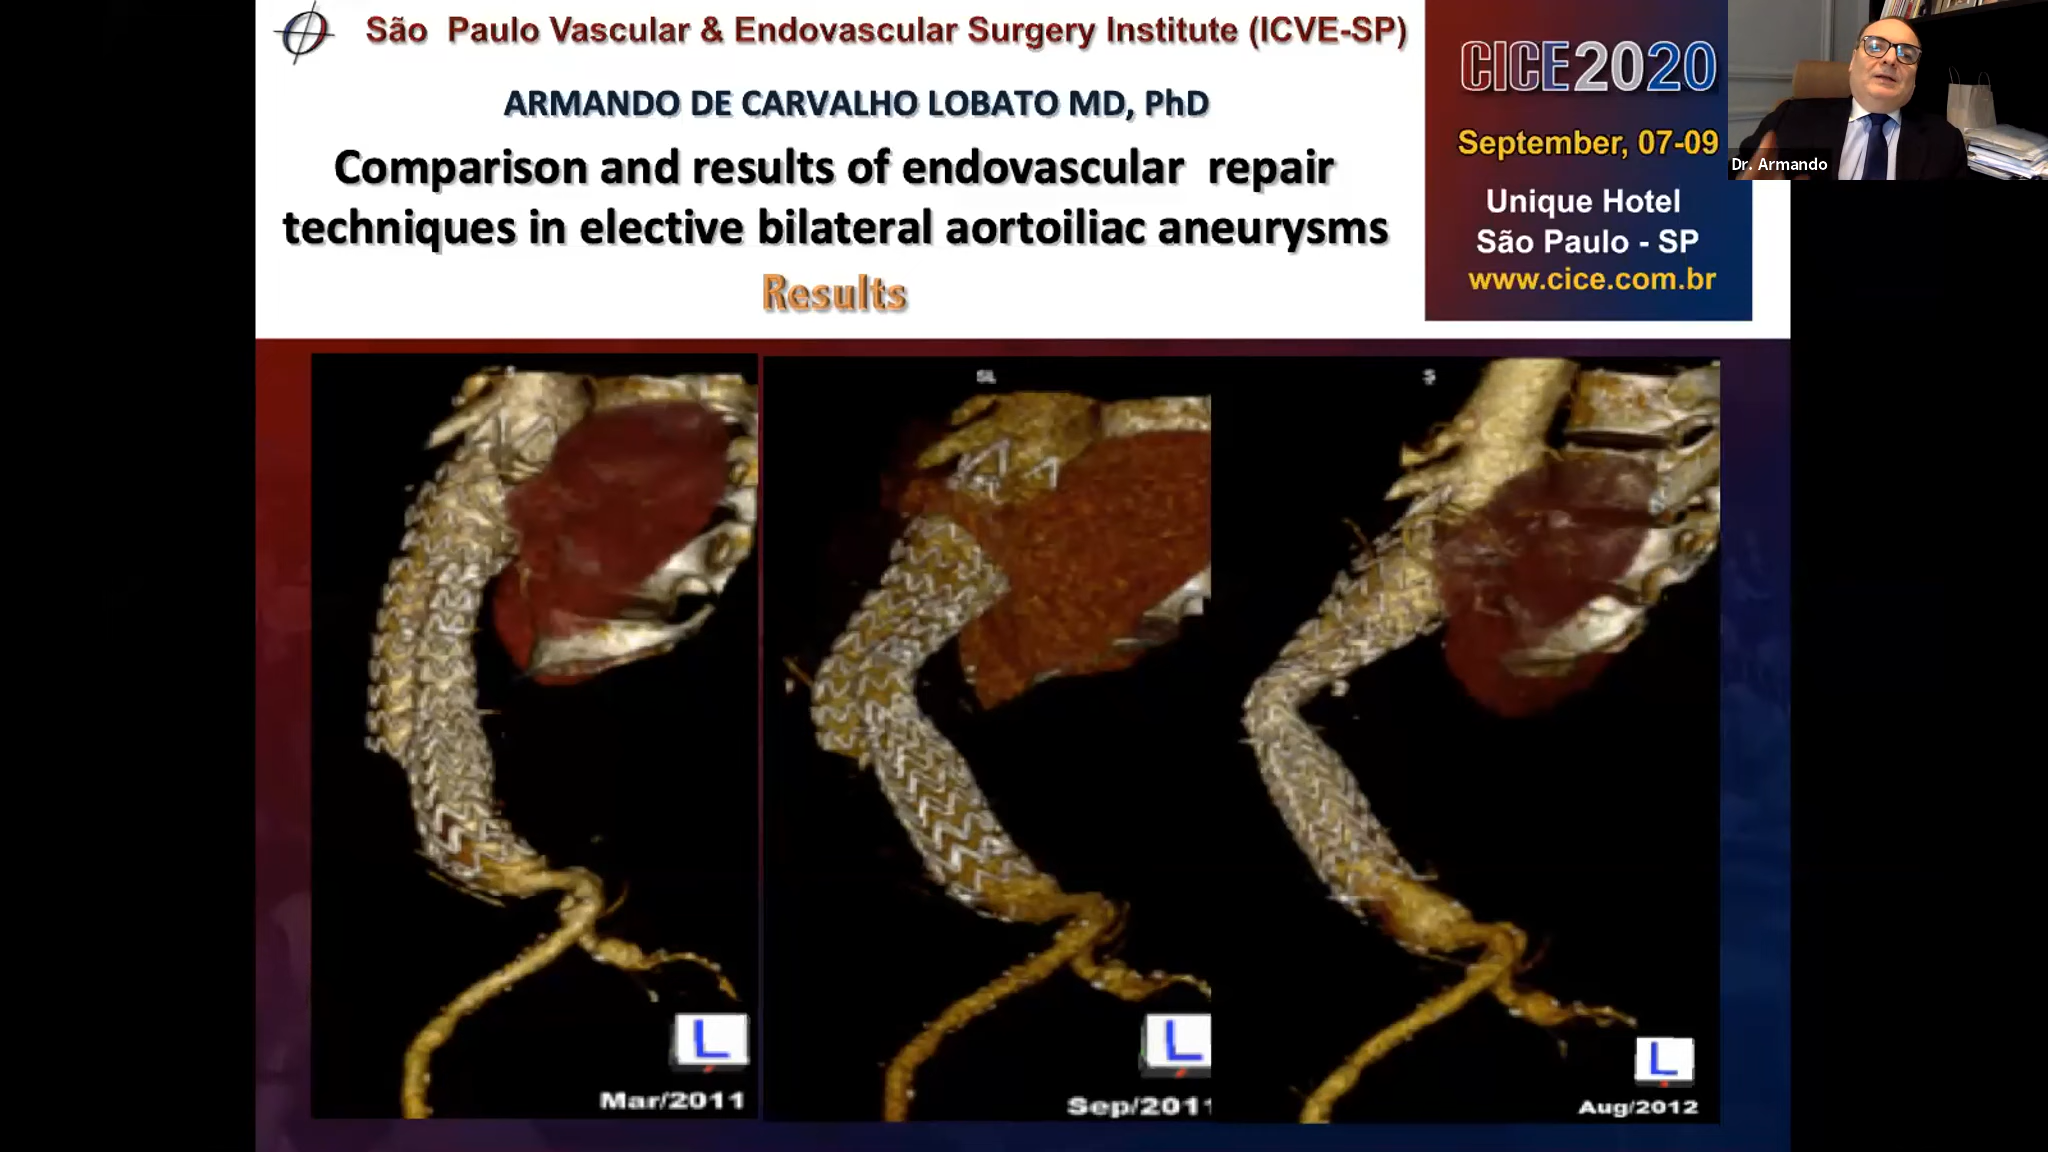 São Paulo Vascular & Endovascular Surgery Institute (ICVE-SP)
ARMANDO DE CARVALHO LOBATO MD, PhD
Comparison and results of endovascular repair
techniques in elective bilateral aortoiliac aneurysms
Results
CICE2020
September, 07-09
Unique Hotel
São Paulo - SP
www.cice.com.br
Dr. Armando
SL
S
L
Mar/2011
L
Sep/2011
L
Aug/2012